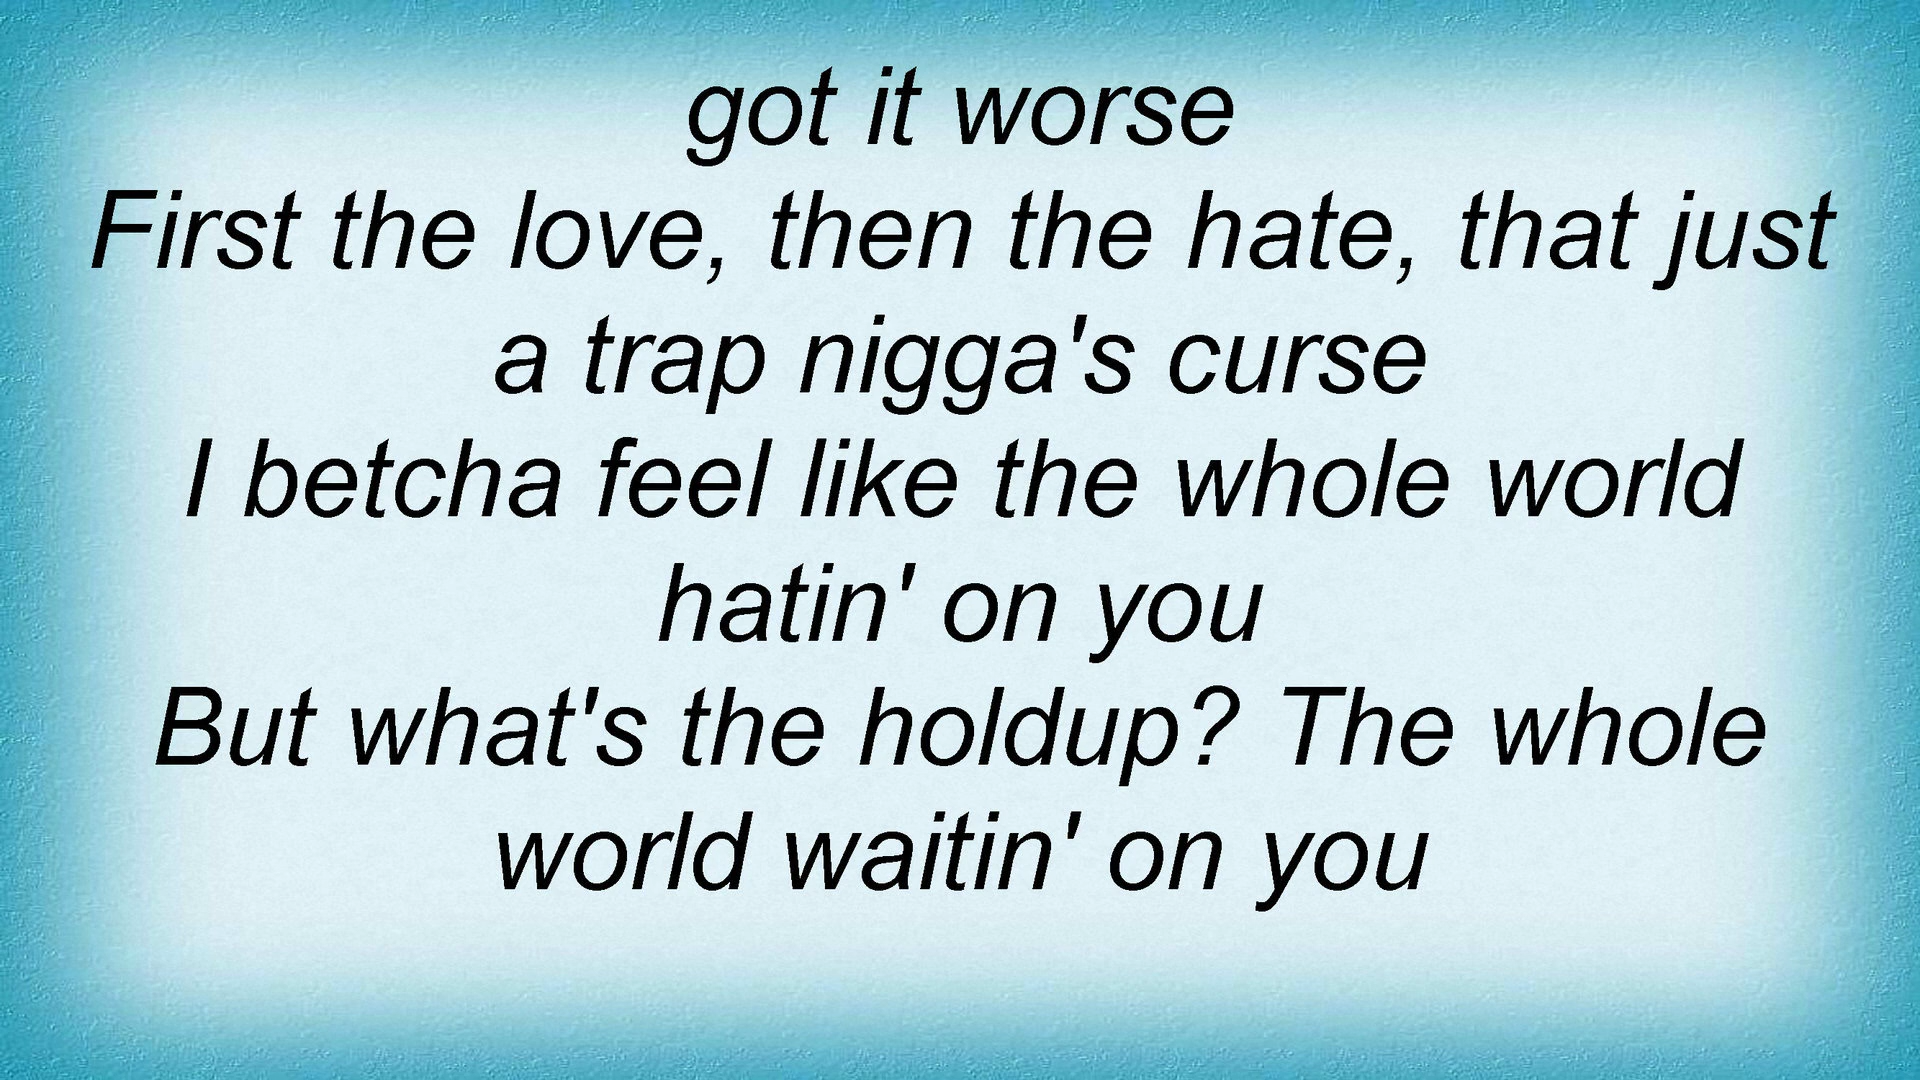 got it worse
First the love, then the hate, that just
a trap nigga's curse
I betcha feel like the whole world
hatin' on you
But what's the holdup? The whole
world waitin' on you